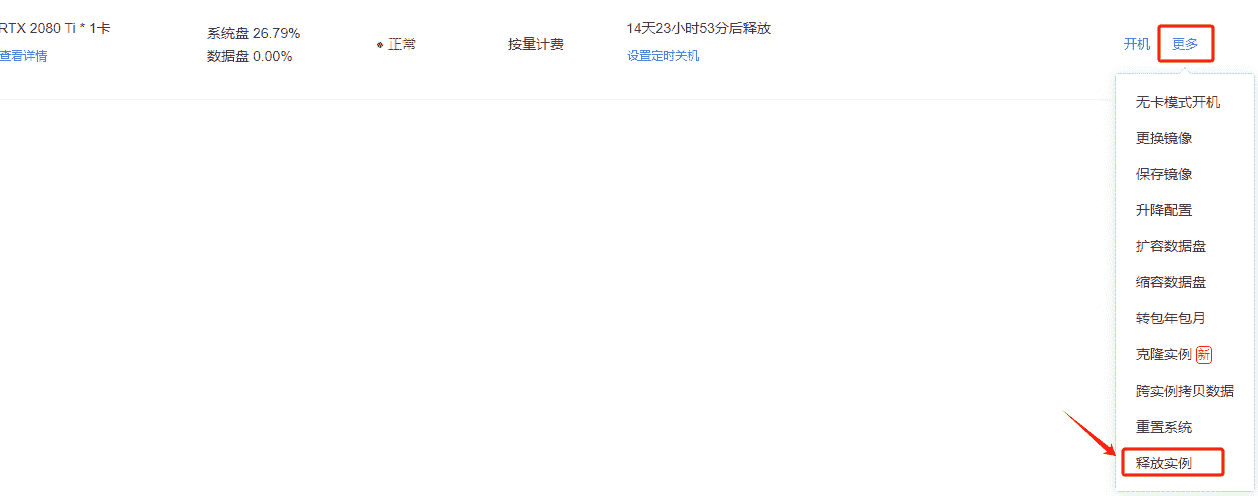 RTX 2080 Ti * 1卡
查看详情
系统盘 26.79%
数据盘 0.00%
正常
按量计费
14天23小时53分后释放
设置定时关机
开机 更多
无卡模式开机
更换镜像
保存镜像
升降配置
扩容数据盘
缩容数据盘
转包年包月
克隆实例 新
跨实例拷贝数据
重置系统
释放实例